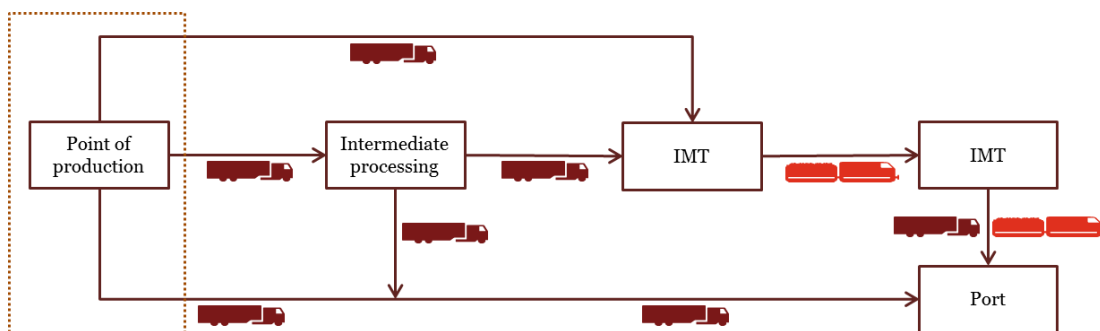 Point of
production
Intermediate
processing
IMT
IMT
Port